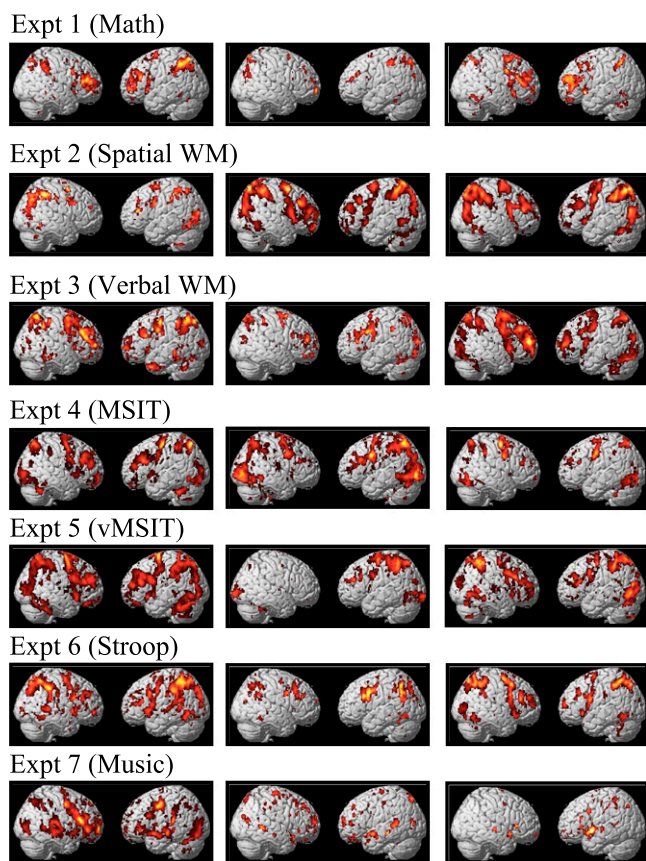 Expt 1 (Math)
Expt 2 (Spatial WM)
Expt 3 (Verbal WM)
Expt 4 (MSIT)
Expt 5 (vMSIT)
Expt 6 (Stroop)
Expt 7 (Music)